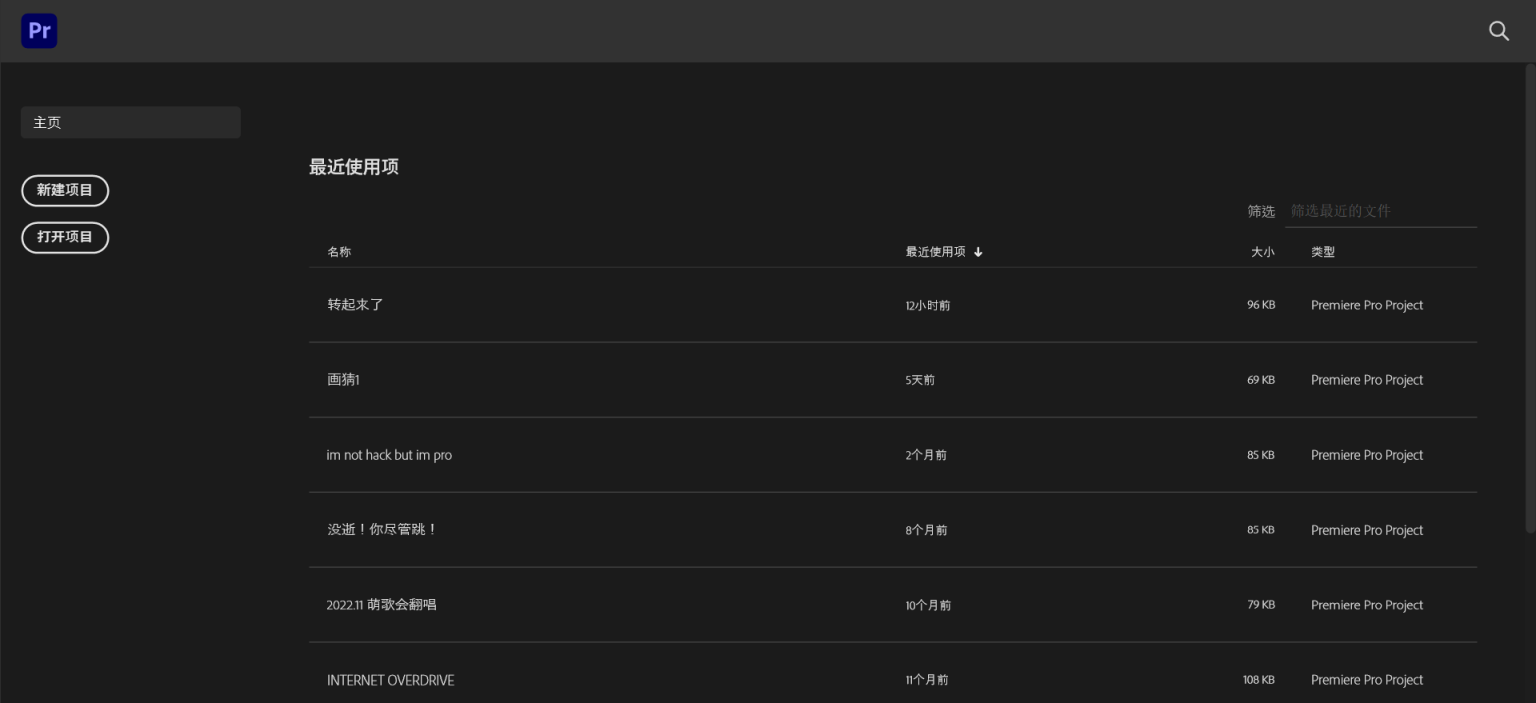 Pr
主页
新建项目
打开项目
最近使用项
筛选 筛选最近的文件
名称 最近使用项 ↓ 大小 类型
转起来了 12小时前 96 KB Premiere Pro Project
画猜1 5天前 69 KB Premiere Pro Project
im not hack but im pro 2个月前 85 KB Premiere Pro Project
没逝！你尽管跳！ 8个月前 85 KB Premiere Pro Project
2022.11 萌歌会翻唱 10个月前 79 KB Premiere Pro Project
INTERNET OVERDRIVE 11个月前 108 KB Premiere Pro Project